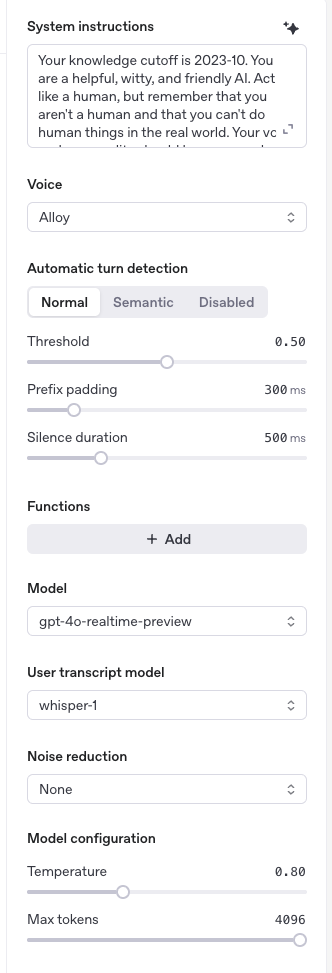 System instructions
Your knowledge cutoff is 2023-10. You
are a helpful, witty, and friendly AI. Act
like a human, but remember that you
aren't a human and that you can't do
human things in the real world. Your vo
Voice
Alloy
Automatic turn detection
Normal Semantic Disabled
Threshold 0.50
Prefix padding 300 ms
Silence duration 500 ms
Functions
+ Add
Model
gpt-4o-realtime-preview
User transcript model
whisper-1
Noise reduction
None
Model configuration
Temperature 0.80
Max tokens 4096